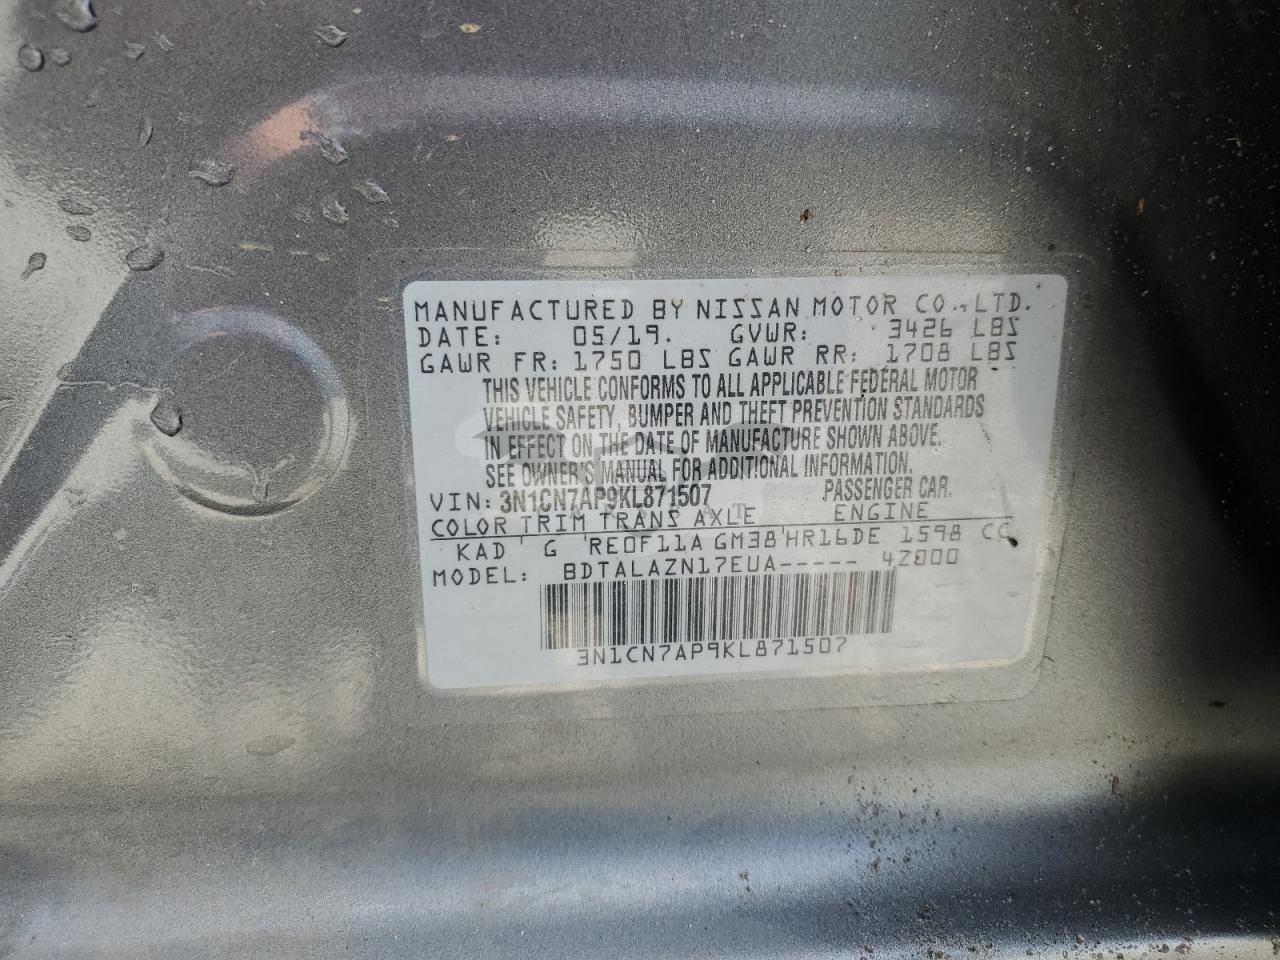 MANUFACTURED BY NISSAN MOTOR CO., LTD.
DATE: 05/19. GVWR: 3426 LBS
GAWR FR: 1750 LBS GAWR RR: 1708 LBS
THIS VEHICLE CONFORMS TO ALL APPLICABLE FEDERAL MOTOR
VEHICLE SAFETY, BUMPER AND THEFT PREVENTION STANDARDS
IN EFFECT ON THE DATE OF MANUFACTURE SHOWN ABOVE.
SEE OWNER'S MANUAL FOR ADDITIONAL INFORMATION.
VIN: 3N1CN7AP9KL871507 PASSENGER CAR.
COLOR TRIM TRANS AXLE ENGINE
KAD G RE0F11A GM38 HR16DE 1598 CC
MODEL: BDTALAZN17EUA----- 4Z800
3N1CN7AP9KL871507